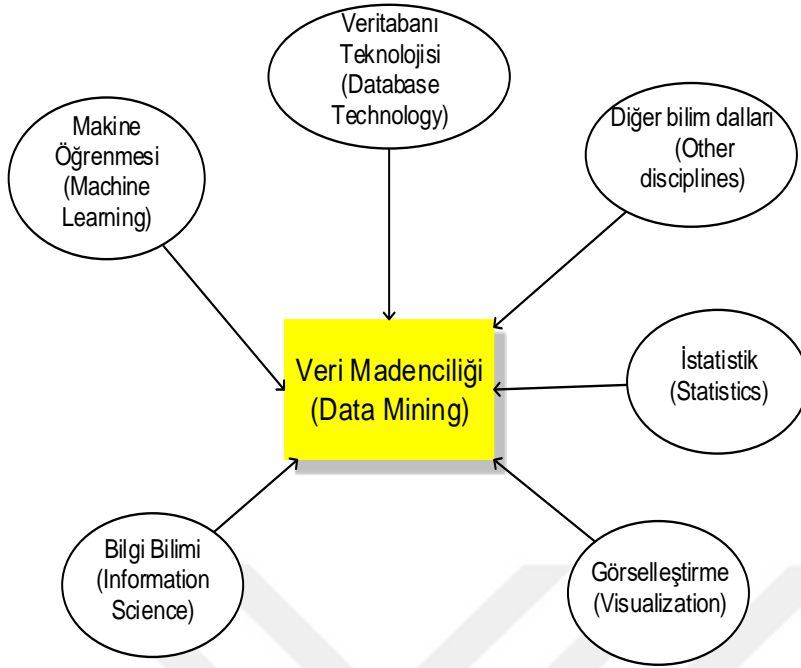 Veritabanı
Teknolojisi
(Database
Technology)
Makine
Öğrenmesi
(Machine
Learning)
Diğer bilim dalları
(Other
disciplines)
Veri Madenciliği
(Data Mining)
İstatistik
(Statistics)
Bilgi Bilimi
(Information
Science)
Görselleştirme
(Visualization)